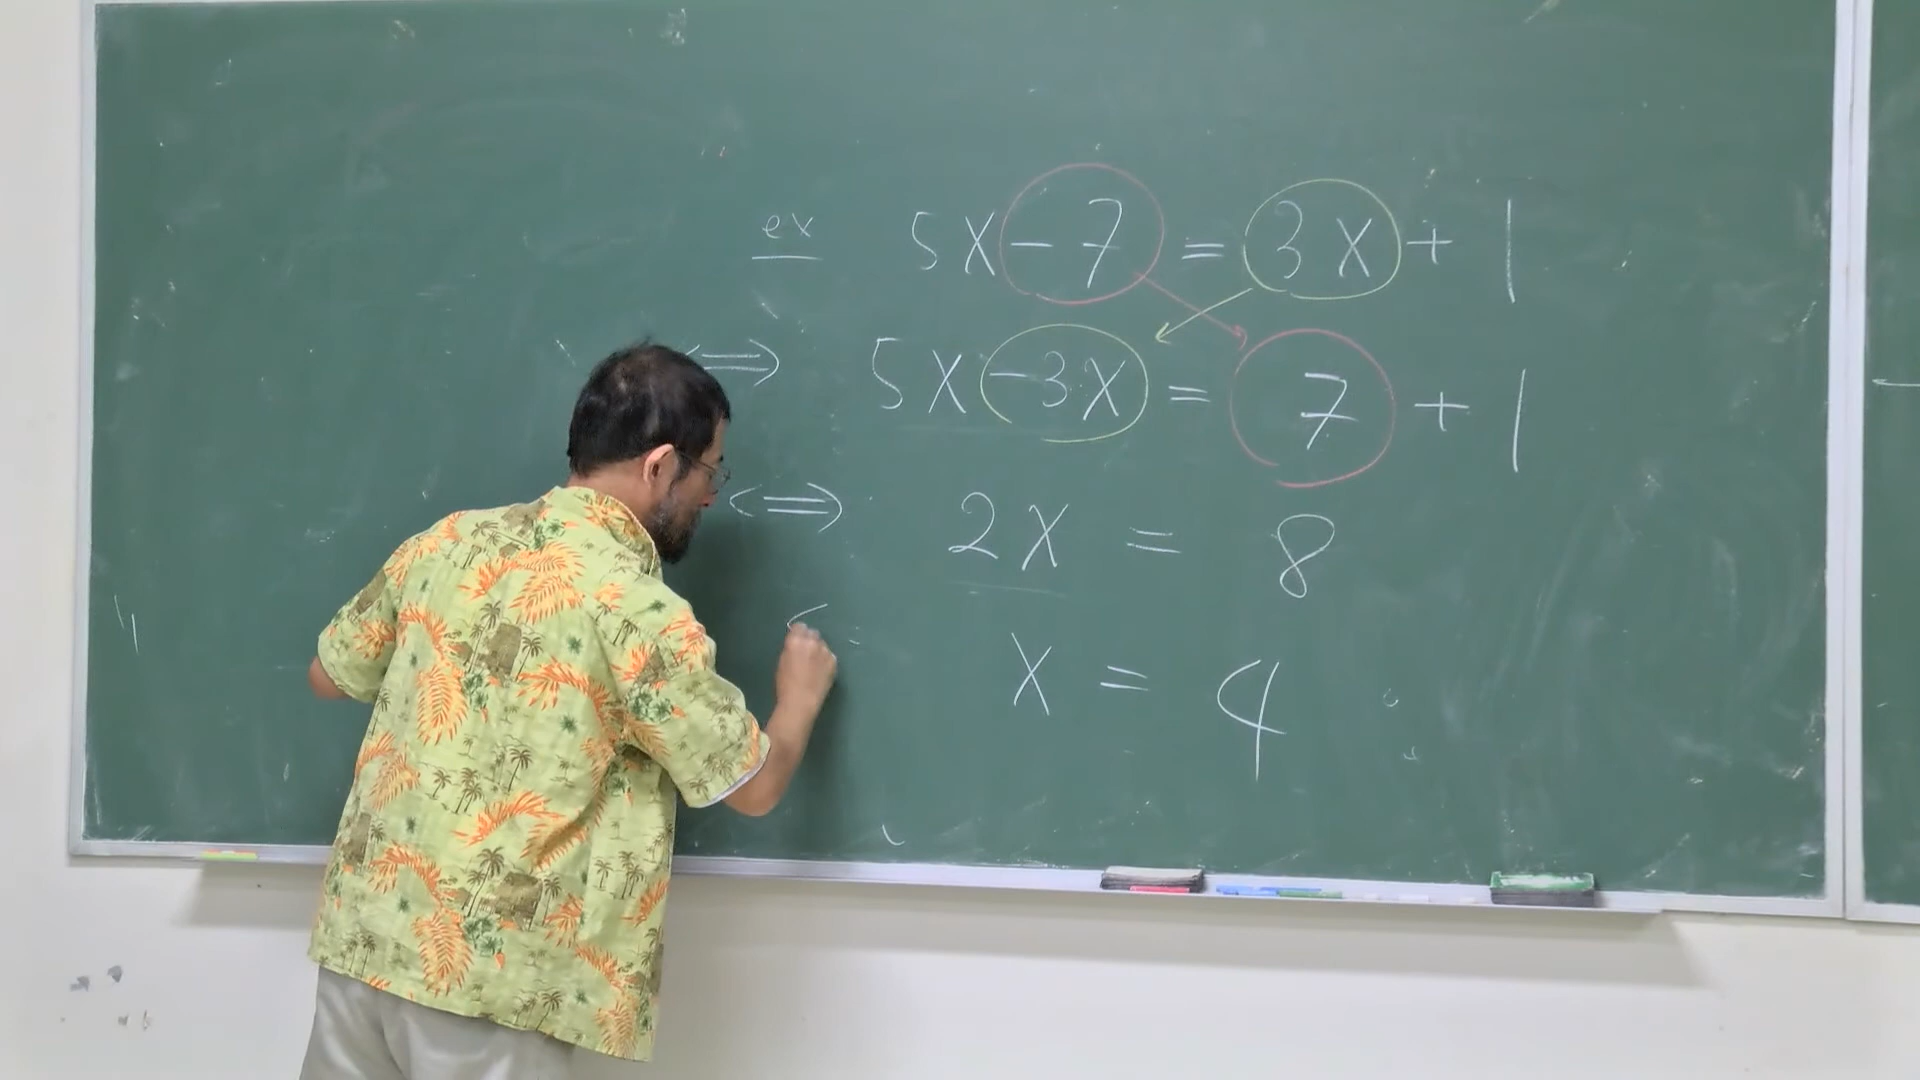 ex 5x - 7 = 3x + 1
⟺ 5x - 3x = 7 + 1
⟺ 2x = 8
x = 4